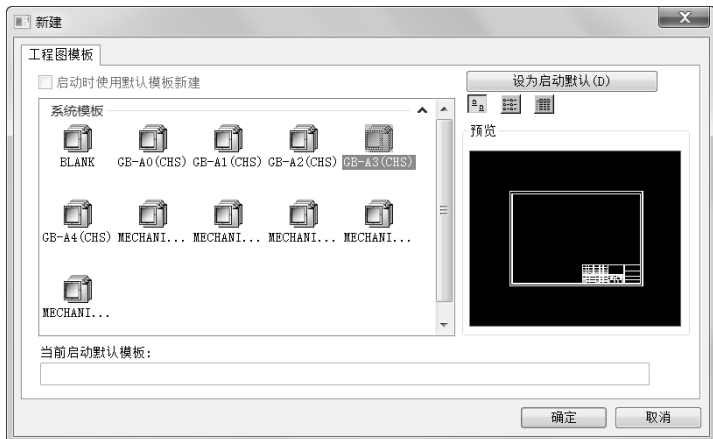 新建
工程图模板
启动时使用默认模板新建
设为启动默认(D)
系统模板
预览
BLANK GB-A0(CHS) GB-A1(CHS) GB-A2(CHS) GB-A3(CHS)
GB-A4(CHS) MECHANI... MECHANI... MECHANI... MECHANI...
MECHANI...
当前启动默认模板:
确定 取消